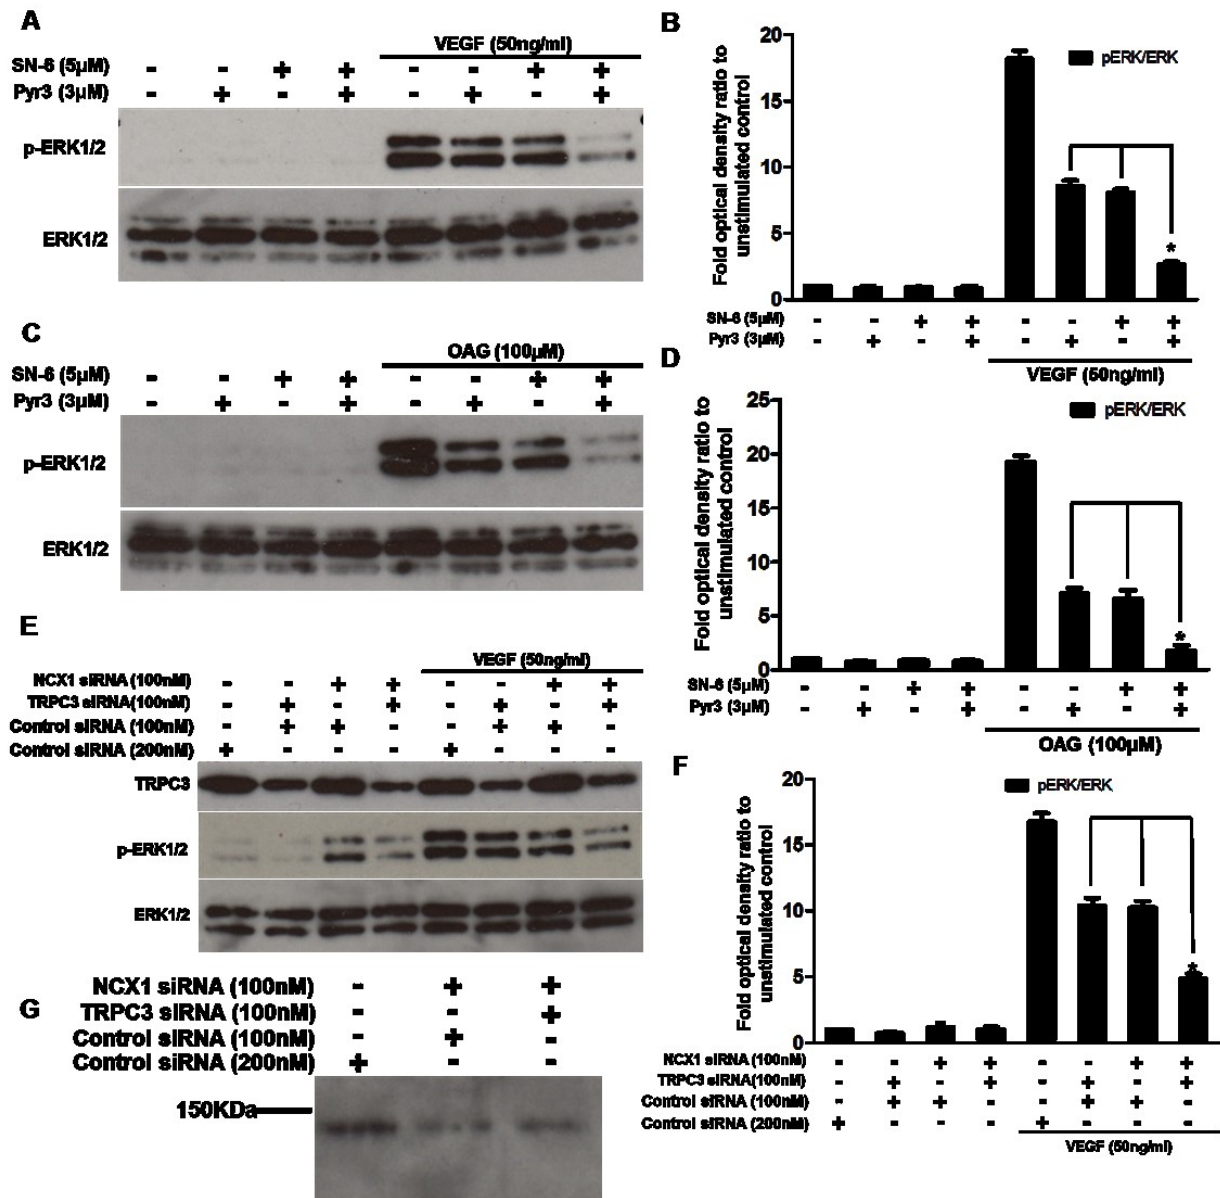 A
VEGF (50ng/ml)
SN-6 (5µM) - - + + - - + +
Pyr3 (3µM) - + - + - + - +
p-ERK1/2
ERK1/2
B
Fold optical density ratio to
unstimulated control
20
15
10
5
0
pERK/ERK
*
SN-6 (5µM) - - + + - - + +
Pyr3 (3µM) - + - + - + - +
VEGF (50ng/ml)
C
OAG (100µM)
SN-6 (5µM) - - + + - - + +
Pyr3 (3µM) - + - + - + - +
p-ERK1/2
ERK1/2
D
Fold optical density ratio to
unstimulated control
25
20
15
10
5
0
pERK/ERK
*
SN-6 (5µM) - - + + - - + +
Pyr3 (3µM) - + - + - + - +
OAG (100µM)
E
VEGF (50ng/ml)
NCX1 siRNA(100nM) - - + + - - + +
TRPC3 siRNA(100nM) - + - + - + - +
Control siRNA (100nM) - + + - - + + -
Control siRNA (200nM) + - - - + - - -
TRPC3
p-ERK1/2
ERK1/2
F
Fold optical density ratio to
unstimulated control
20
15
10
5
0
pERK/ERK
*
NCX1 siRNA(100nM) - - + + - - + +
TRPC3 siRNA(100nM) - + - + - + - +
Control siRNA (100nM) - + + - - + + -
Control siRNA (200nM) + - - - + - - -
VEGF (50ng/ml)
G
NCX1 siRNA (100nM) - + +
TRPC3 siRNA (100nM) - - +
Control siRNA (100nM) - + -
Control siRNA (200nM) + - -
150KDa